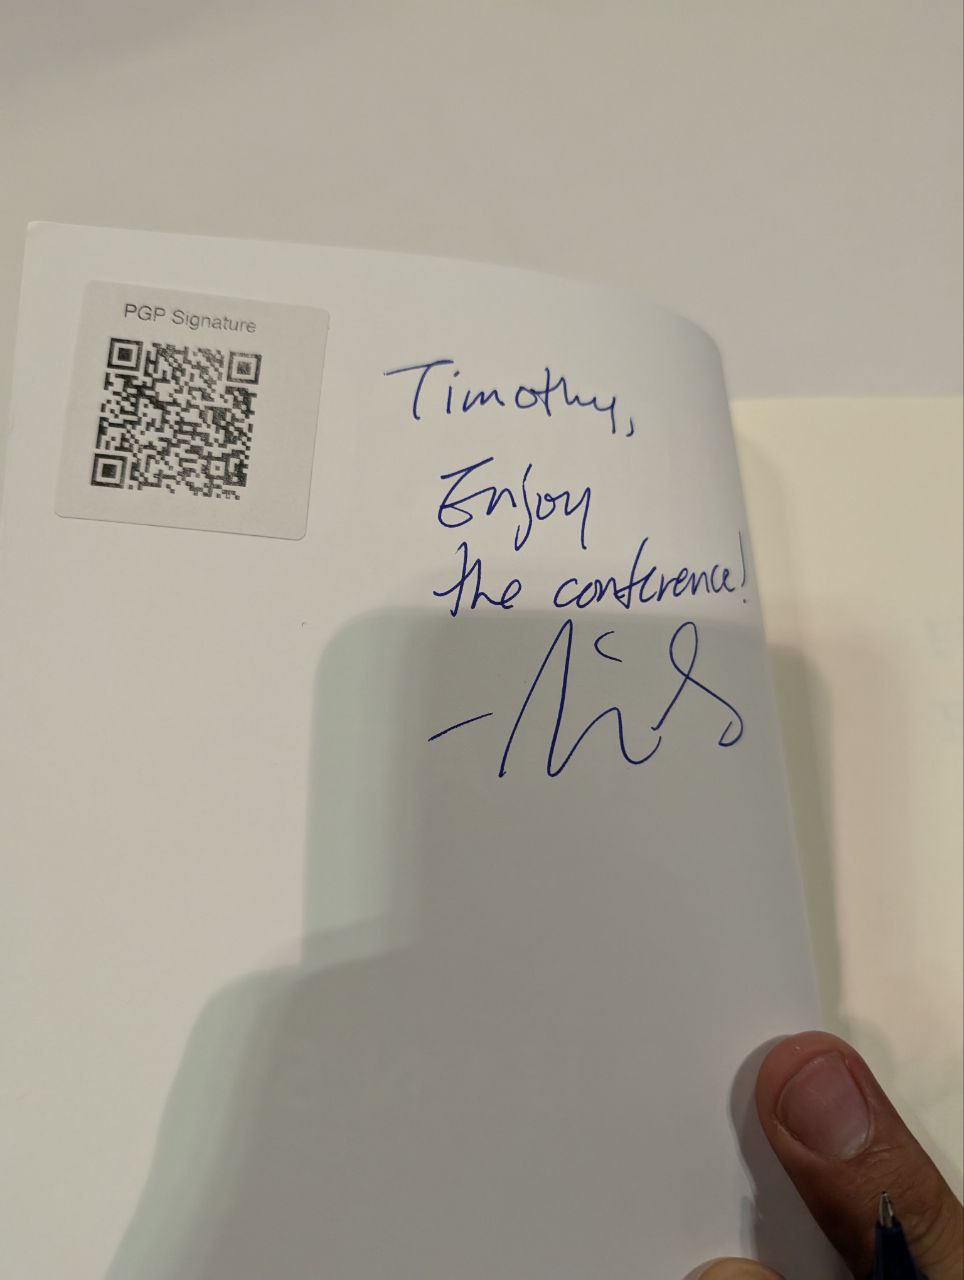 PGP Signature
Timothy,
Enjoy
the conference!